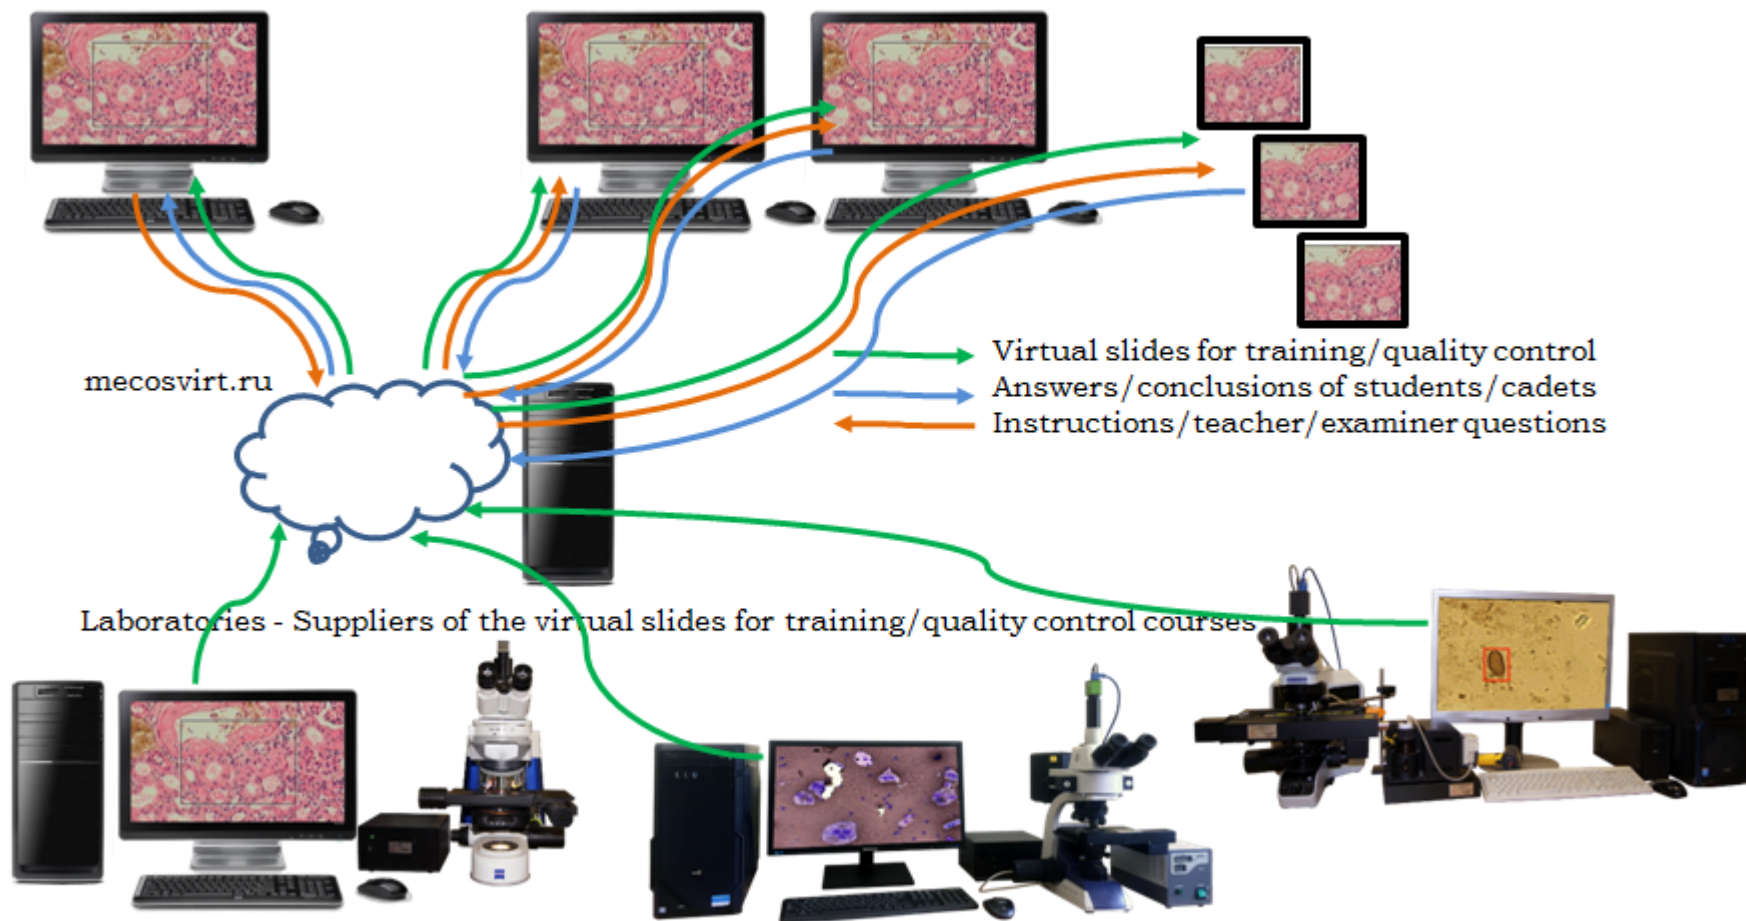 mecosvirt.ru
Virtual slides for training/quality control
Answers/conclusions of students/cadets
Instructions/teacher/examiner questions
Laboratories - Suppliers of the virtual slides for training/quality control courses